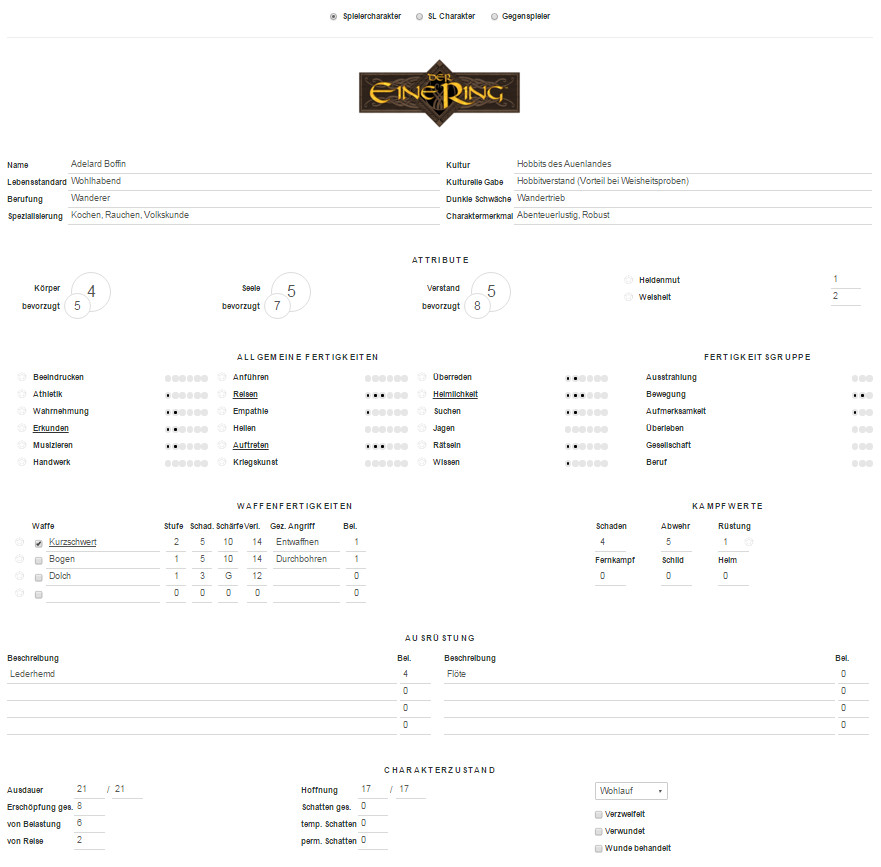 Spielercharakter SL Charakter Gegenspieler
DER
EINE RING
Name Adelard Boffin Kultur Hobbits des Auenlandes
Lebensstandard Wohlhabend Kulturelle Gabe Hobbitverstand (Vorteil bei Weisheitsproben)
Berufung Wanderer Dunkle Schwäche Wandertrieb
Spezialisierung Kochen, Rauchen, Volkskunde Charaktermerkmal Abenteuerlustig, Robust
ATTRIBUTE
Körper 4 Seele 5 Verstand 5 Heldenmut 1
bevorzugt 5 bevorzugt 7 bevorzugt 8 Weisheit 2
ALLGEMEINE FERTIGKEITEN FERTIGKEITSGRUPPE
Beeindrucken Anführen Überreden Ausstrahlung
Athletik Reisen Heimlichkeit Bewegung
Wahrnehmung Empathie Suchen Aufmerksamkeit
Erkunden Heilen Jagen Überleben
Musizieren Auftreten Rätseln Gesellschaft
Handwerk Kriegskunst Wissen Beruf
WAFFENFERTIGKEITEN KAMPFWERTE
Waffe Stufe Schad. Schärfe Verl. Gez. Angriff Bel. Schaden Abwehr Rüstung
Kurzschwert 2 5 10 14 Entwaffnen 1 4 5 1
Bogen 1 5 10 14 Durchbohren 1 Fernkampf Schild Helm
Dolch 1 3 G 12 0 0 0 0
0 0 0 0 0
AUSRÜSTUNG
Beschreibung Bel. Beschreibung Bel.
Lederhemd 4 Flöte 0
0 0
0 0
0 0
CHARAKTERZUSTAND
Ausdauer 21 / 21 Hoffnung 17 / 17 Wohlauf
Erschöpfung ges. 8 Schatten ges. 0 Verzweifelt
von Belastung 6 temp. Schatten 0 Verwundet
von Reise 2 perm. Schatten 0 Wunde behandelt